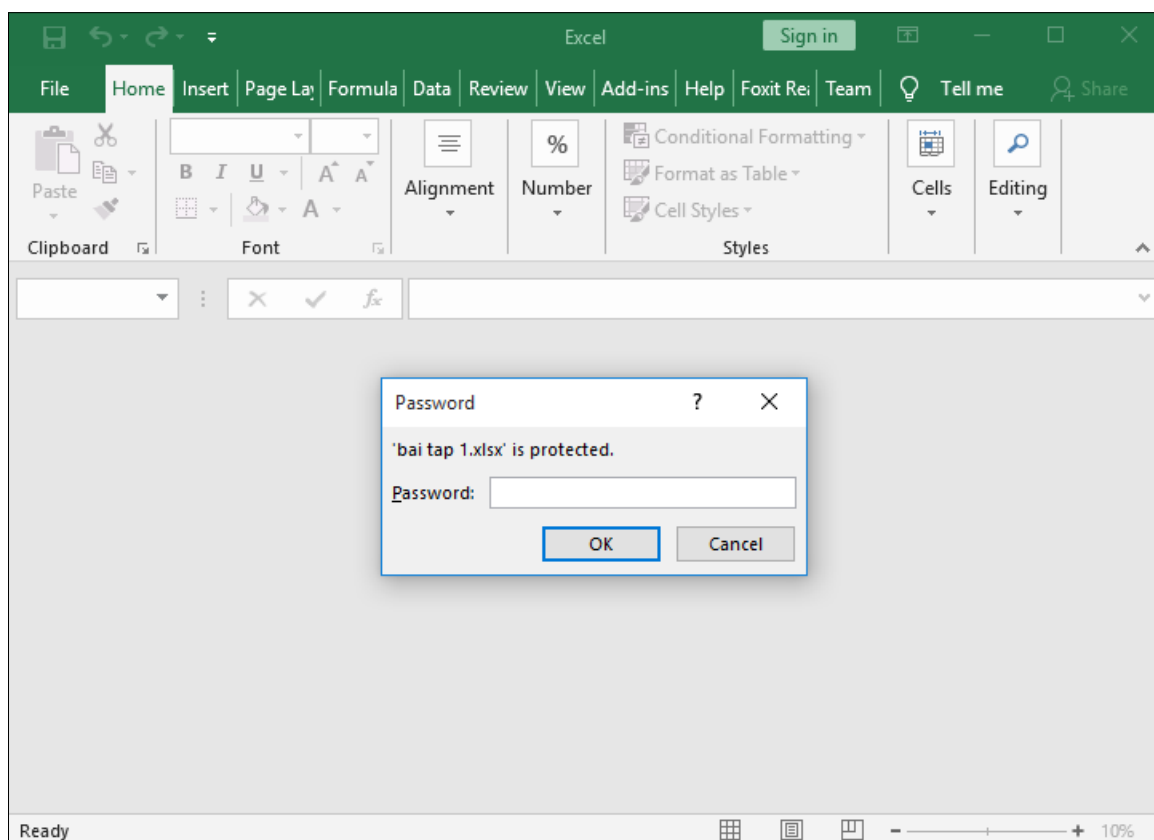 Excel Sign in
File Home Insert Page Lay Formula Data Review View Add-ins Help Foxit Rea Team Tell me Share
Paste
B I U A A
A
Alignment
%
Number
Conditional Formatting
Format as Table
Cell Styles
Cells
Editing
Clipboard Font Styles
fx
Password ?
'bai tap 1.xlsx' is protected.
Password:
OK Cancel
Ready 10%